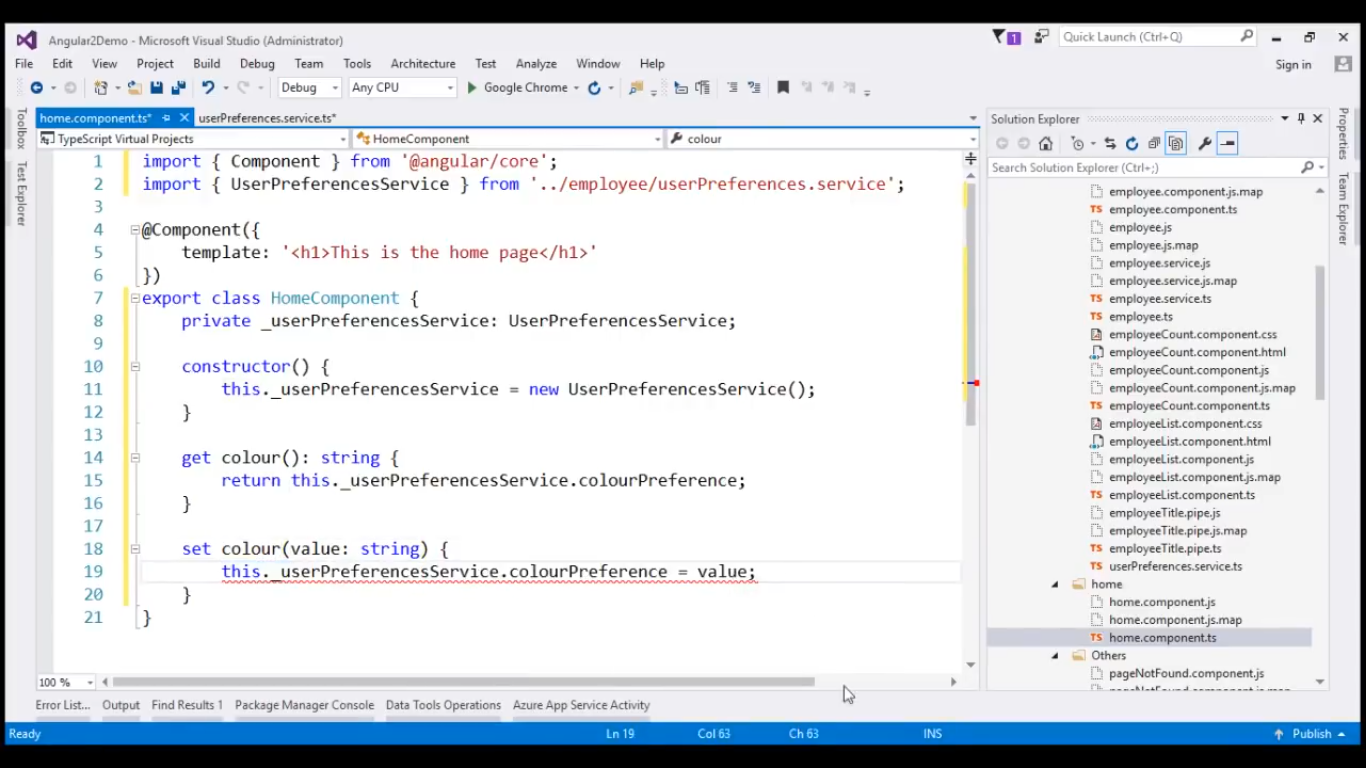 Angular2Demo - Microsoft Visual Studio (Administrator)
1
Quick Launch (Ctrl+Q)
File Edit View Project Build Debug Team Tools Architecture Test Analyze Window Help
Sign in
Debug Any CPU Google Chrome
Toolbox
Test Explorer
home.component.ts* userPreferences.service.ts*
TypeScript Virtual Projects HomeComponent colour
1 import { Component } from '@angular/core';
2 import { UserPreferencesService } from '../employee/userPreferences.service';
3
4 @Component({
5 template: '<h1>This is the home page</h1>'
6 })
7 export class HomeComponent {
8 private _userPreferencesService: UserPreferencesService;
9
10 constructor() {
11 this._userPreferencesService = new UserPreferencesService();
12 }
13
14 get colour(): string {
15 return this._userPreferencesService.colourPreference;
16 }
17
18 set colour(value: string) {
19 this._userPreferencesService.colourPreference = value;
20 }
21 }
100 %
Solution Explorer
Search Solution Explorer (Ctrl+;)
employee.component.js.map
TS employee.component.ts
employee.js
employee.js.map
employee.service.js
employee.service.js.map
TS employee.service.ts
TS employee.ts
employeeCount.component.css
employeeCount.component.html
employeeCount.component.js
employeeCount.component.js.map
TS employeeCount.component.ts
employeeList.component.css
employeeList.component.html
employeeList.component.js
employeeList.component.js.map
TS employeeList.component.ts
employeeTitle.pipe.js
employeeTitle.pipe.js.map
TS employeeTitle.pipe.ts
TS userPreferences.service.ts
home
home.component.js
home.component.js.map
TS home.component.ts
Others
pageNotFound.component.js
Properties
Team Explorer
Error List... Output Find Results 1 Package Manager Console Data Tools Operations Azure App Service Activity
Ready Ln 19 Col 63 Ch 63 INS Publish